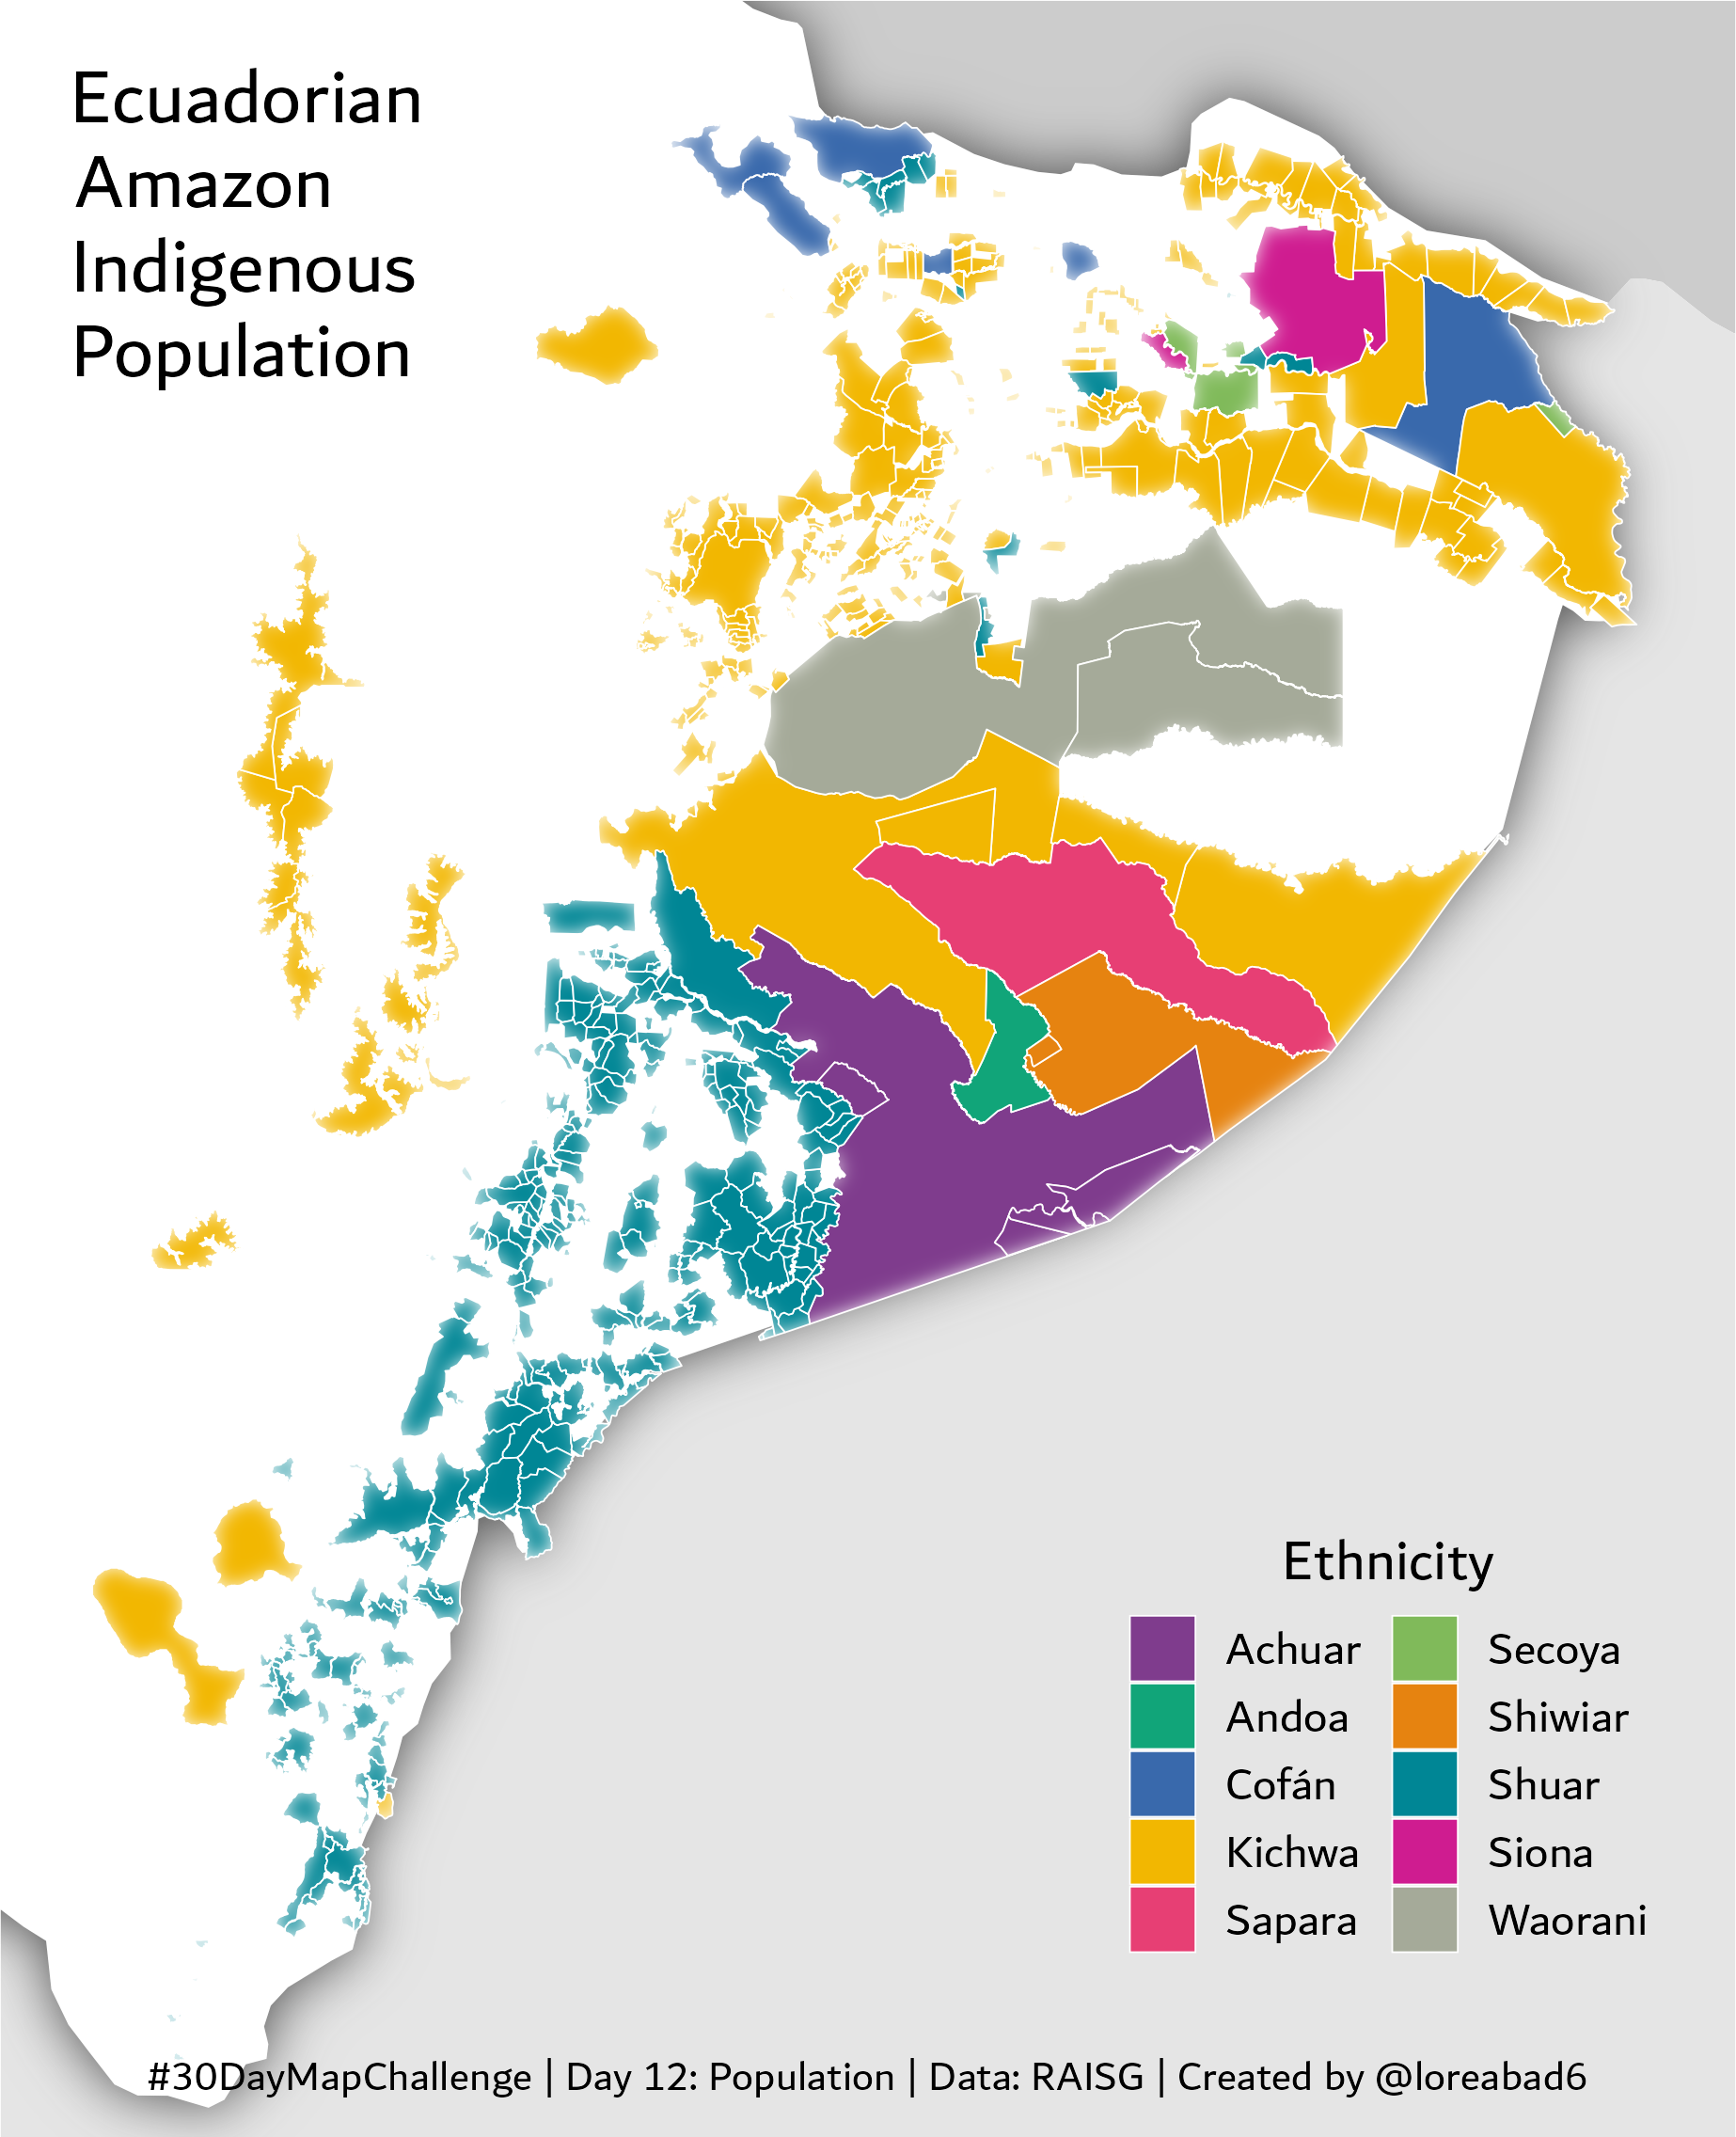 Ecuadorian
Amazon
Indigenous
Population
Ethnicity
Achuar
Andoa
Cofán
Kichwa
Sapara
Secoya
Shiwiar
Shuar
Siona
Waorani
#30DayMapChallenge | Day 12: Population | Data: RAISG | Created by @loreabad6